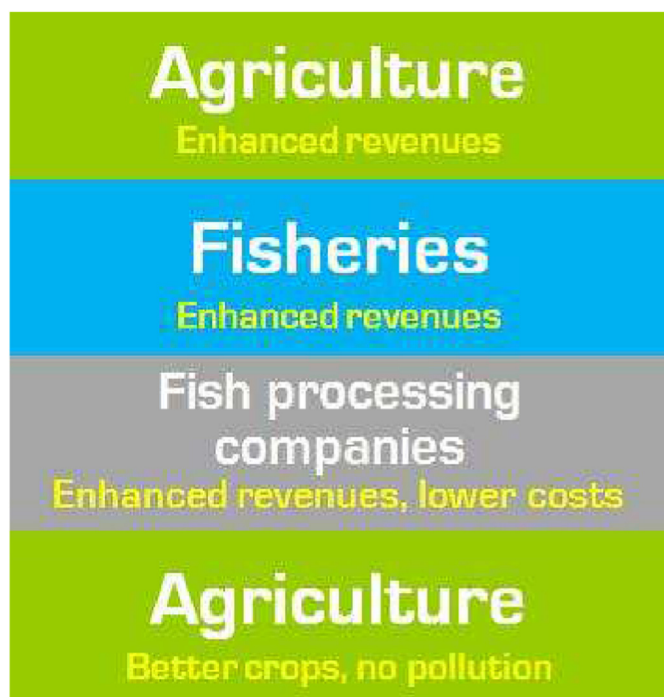 Agriculture
Enhanced revenues
Fisheries
Enhanced revenues
Fish processing
companies
Enhanced revenues, lower costs
Agriculture
Better crops, no pollution